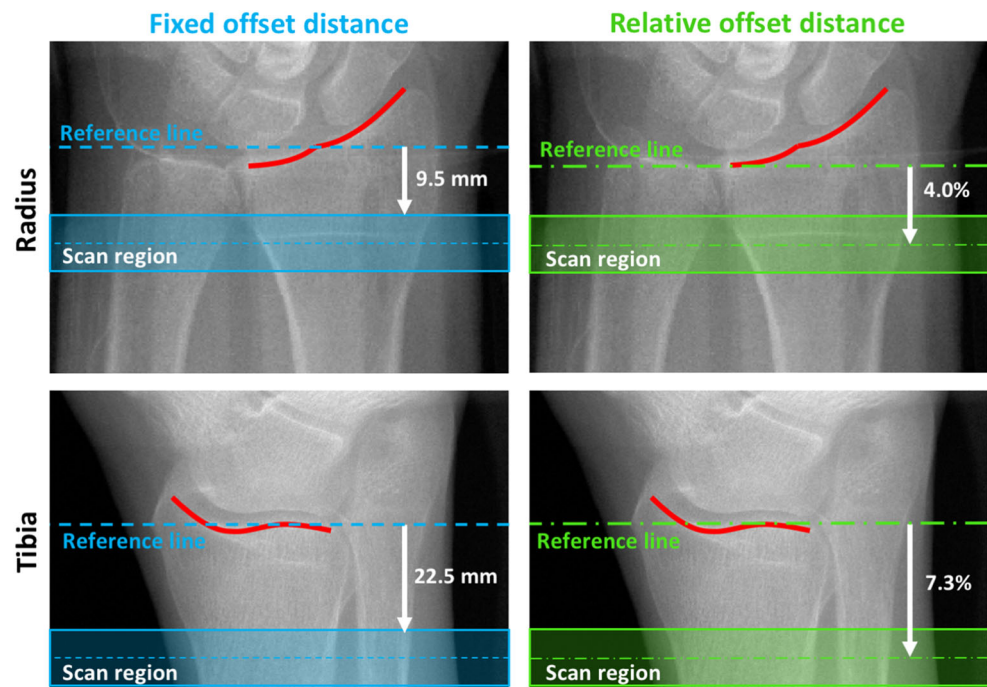 Fixed offset distance
Relative offset distance
Radius
Reference line
9.5 mm
Scan region
Reference line
4.0%
Scan region
Tibia
Reference line
22.5 mm
Scan region
Reference line
7.3%
Scan region